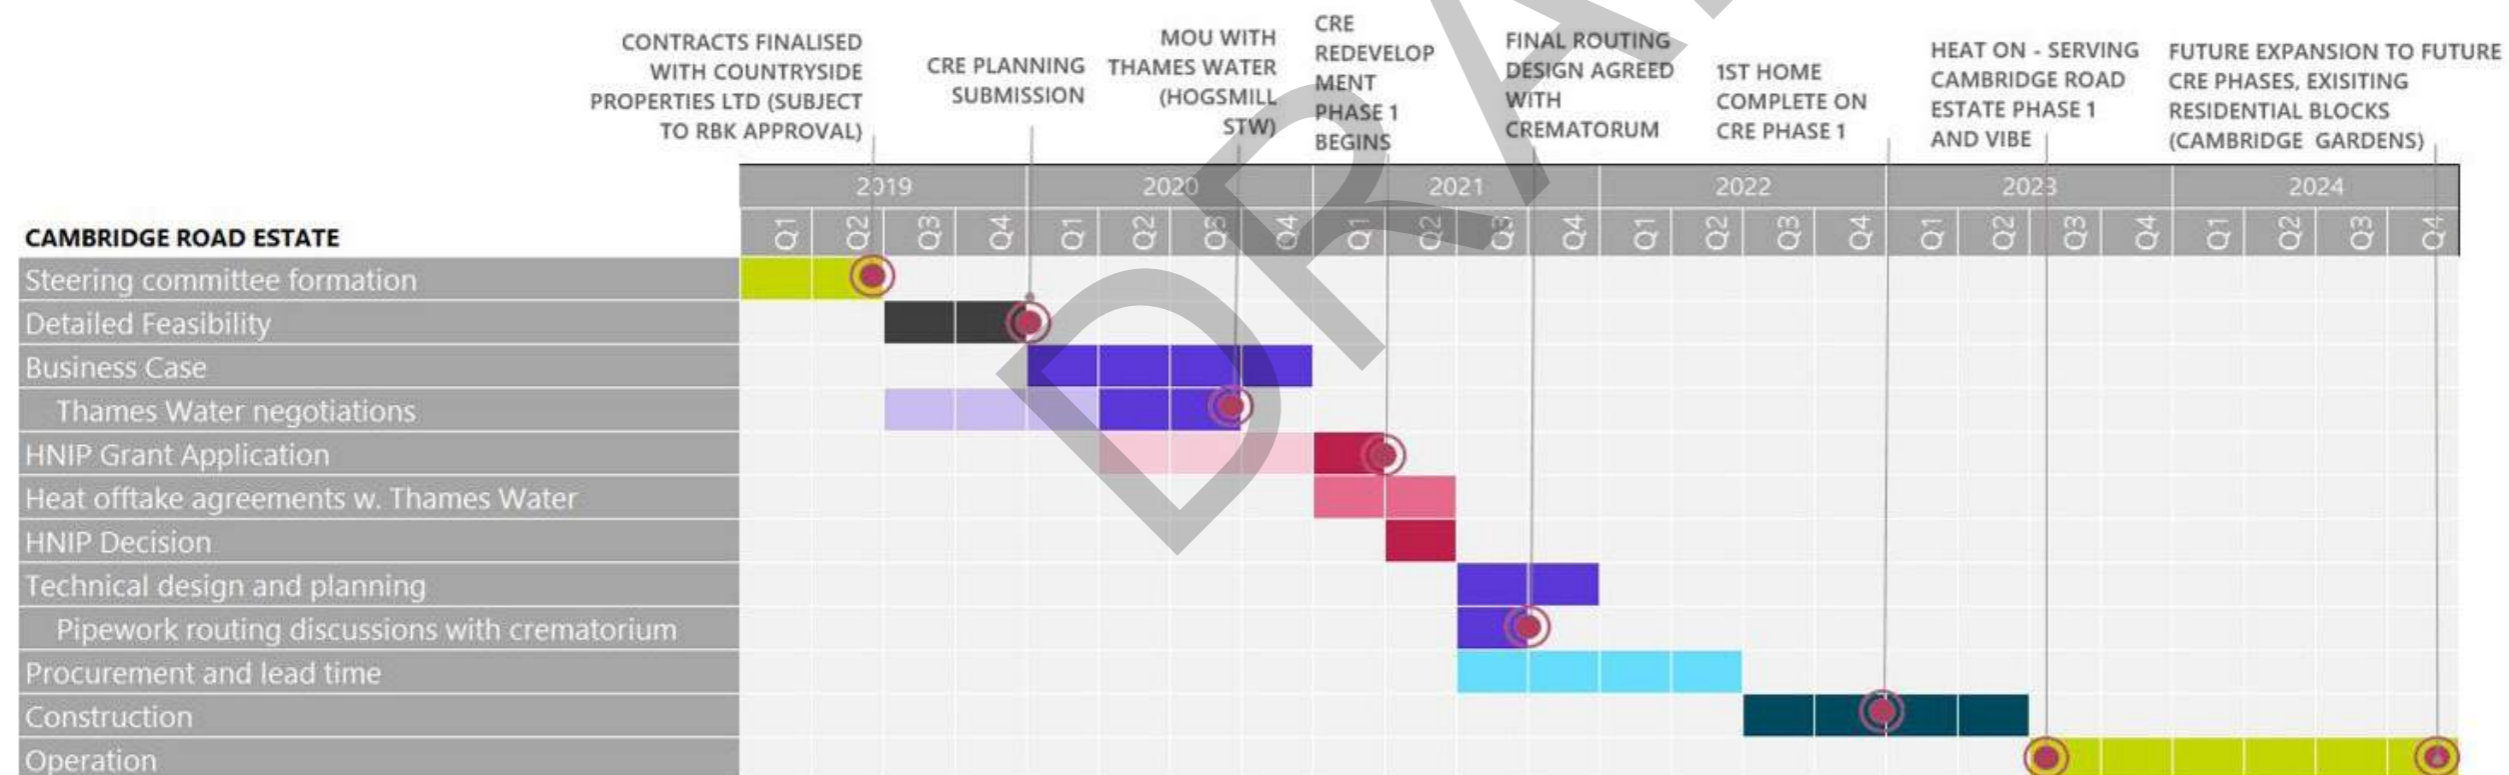 CONTRACTS FINALISED
WITH COUNTRYSIDE
PROPERTIES LTD (SUBJECT
TO RBK APPROVAL)
CRE PLANNING
SUBMISSION
MOU WITH
THAMES WATER
(HOGSMILL
STW)
CRE
REDEVELOP
MENT
PHASE 1
BEGINS
FINAL ROUTING
DESIGN AGREED
WITH
CREMATORUM
1ST HOME
COMPLETE ON
CRE PHASE 1
HEAT ON - SERVING
CAMBRIDGE ROAD
ESTATE PHASE 1
AND VIBE
FUTURE EXPANSION TO FUTURE
CRE PHASES, EXISITING
RESIDENTIAL BLOCKS
(CAMBRIDGE GARDENS)
2019 2020 2021 2022 2023 2024
CAMBRIDGE ROAD ESTATE Q1 Q2 Q3 Q4 Q1 Q2 Q3 Q4 Q1 Q2 Q3 Q4 Q1 Q2 Q3 Q4 Q1 Q2 Q3 Q4 Q1 Q2 Q3 Q4
Steering committee formation
Detailed Feasibility
Business Case
Thames Water negotiations
HNIP Grant Application
Heat offtake agreements w. Thames Water
HNIP Decision
Technical design and planning
Pipework routing discussions with crematorium
Procurement and lead time
Construction
Operation
DRA